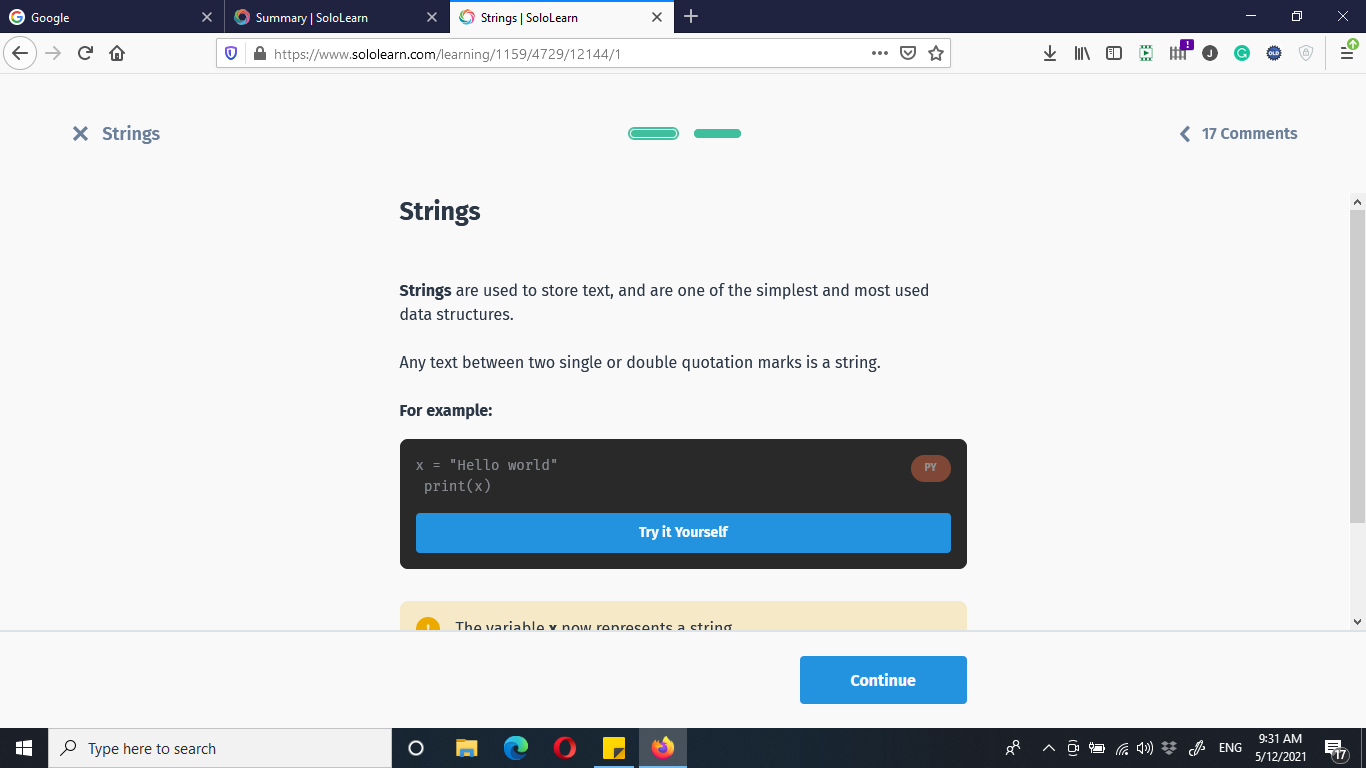 Google
Summary | SoloLearn
Strings | SoloLearn
https://www.sololearn.com/learning/1159/4729/12144/1
!
J
G
OLD
Strings
17 Comments
Strings
Strings are used to store text, and are one of the simplest and most used
data structures.
Any text between two single or double quotation marks is a string.
For example:
x = "Hello world"
PY
print(x)
Try it Yourself
The variable x now represents a string
Continue
Type here to search
ENG
9:31 AM
5/12/2021
17